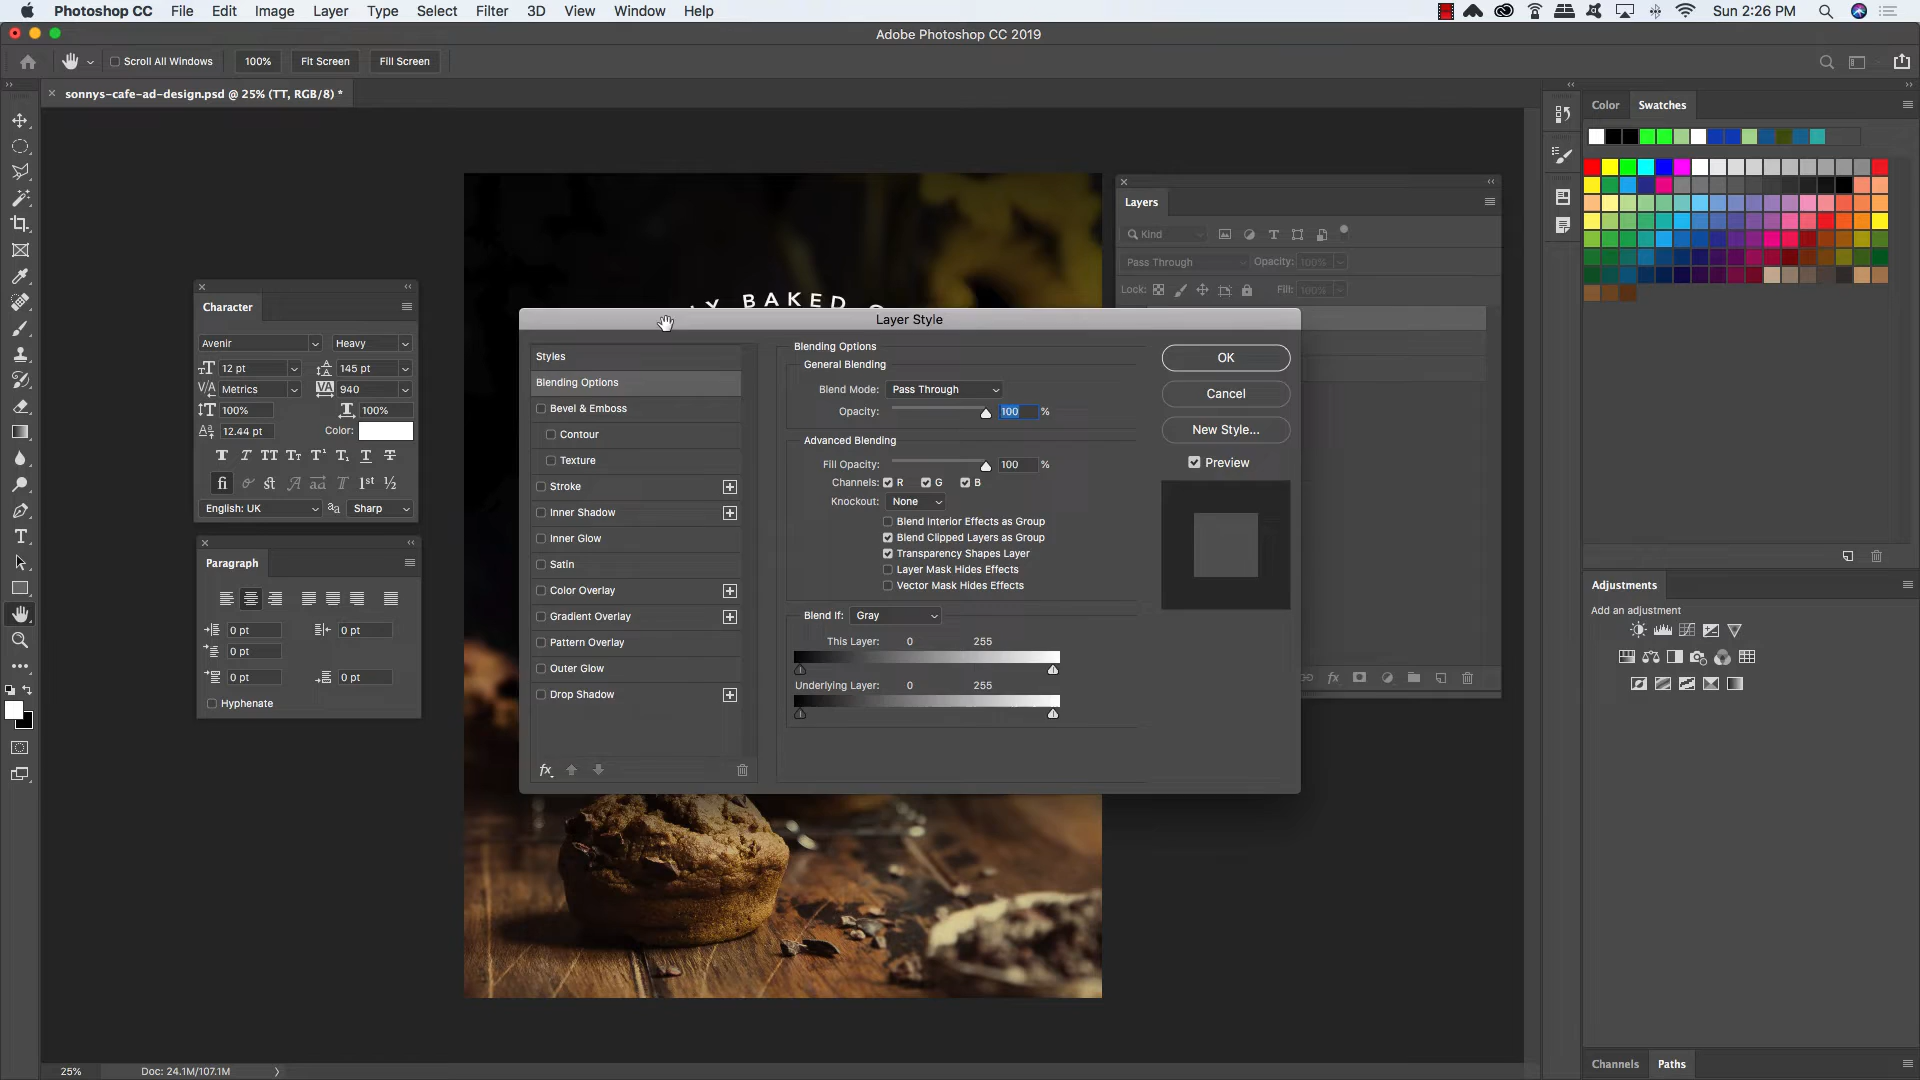 Photoshop CC File Edit Image Layer Type Select Filter 3D View Window Help Sun 2:26 PM
Adobe Photoshop CC 2019
Scroll All Windows 100% Fit Screen Fill Screen
sonnys-cafe-ad-design.psd @ 25% (TT, RGB/8) *
Color Swatches
Layers
Kind
Pass Through Opacity: 100%
Lock: Fill: 100%
BAKED
Character
Avenir Heavy
12 pt 145 pt
Metrics 940
100% 100%
12.44 pt Color:
English: UK Sharp
Paragraph
0 pt 0 pt
0 pt
0 pt 0 pt
Hyphenate
Layer Style
Styles
Blending Options
Bevel & Emboss
Contour
Texture
Stroke
Inner Shadow
Inner Glow
Satin
Color Overlay
Gradient Overlay
Pattern Overlay
Outer Glow
Drop Shadow
fx
Blending Options
General Blending
Blend Mode: Pass Through
Opacity: 100 %
Advanced Blending
Fill Opacity: 100 %
Channels: R G B
Knockout: None
Blend Interior Effects as Group
Blend Clipped Layers as Group
Transparency Shapes Layer
Layer Mask Hides Effects
Vector Mask Hides Effects
Blend If: Gray
This Layer: 0 255
Underlying Layer: 0 255
OK
Cancel
New Style...
Preview
fx
Adjustments
Add an adjustment
Channels Paths
25% Doc: 24.1M/107.1M